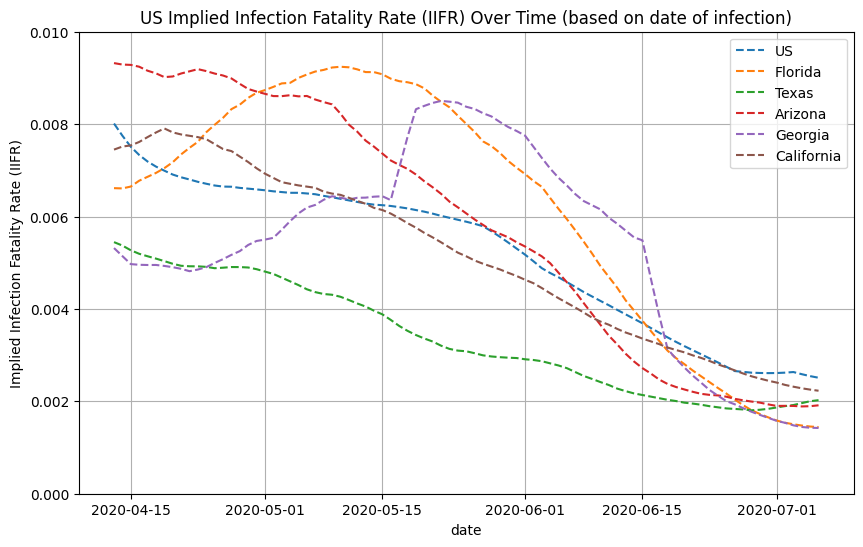 US Implied Infection Fatality Rate (IIFR) Over Time (based on date of infection)
Implied Infection Fatality Rate (IIFR)
0.010
0.008
0.006
0.004
0.002
0.000
US
Florida
Texas
Arizona
Georgia
California
2020-04-15
2020-05-01
2020-05-15
2020-06-01
2020-06-15
2020-07-01
date